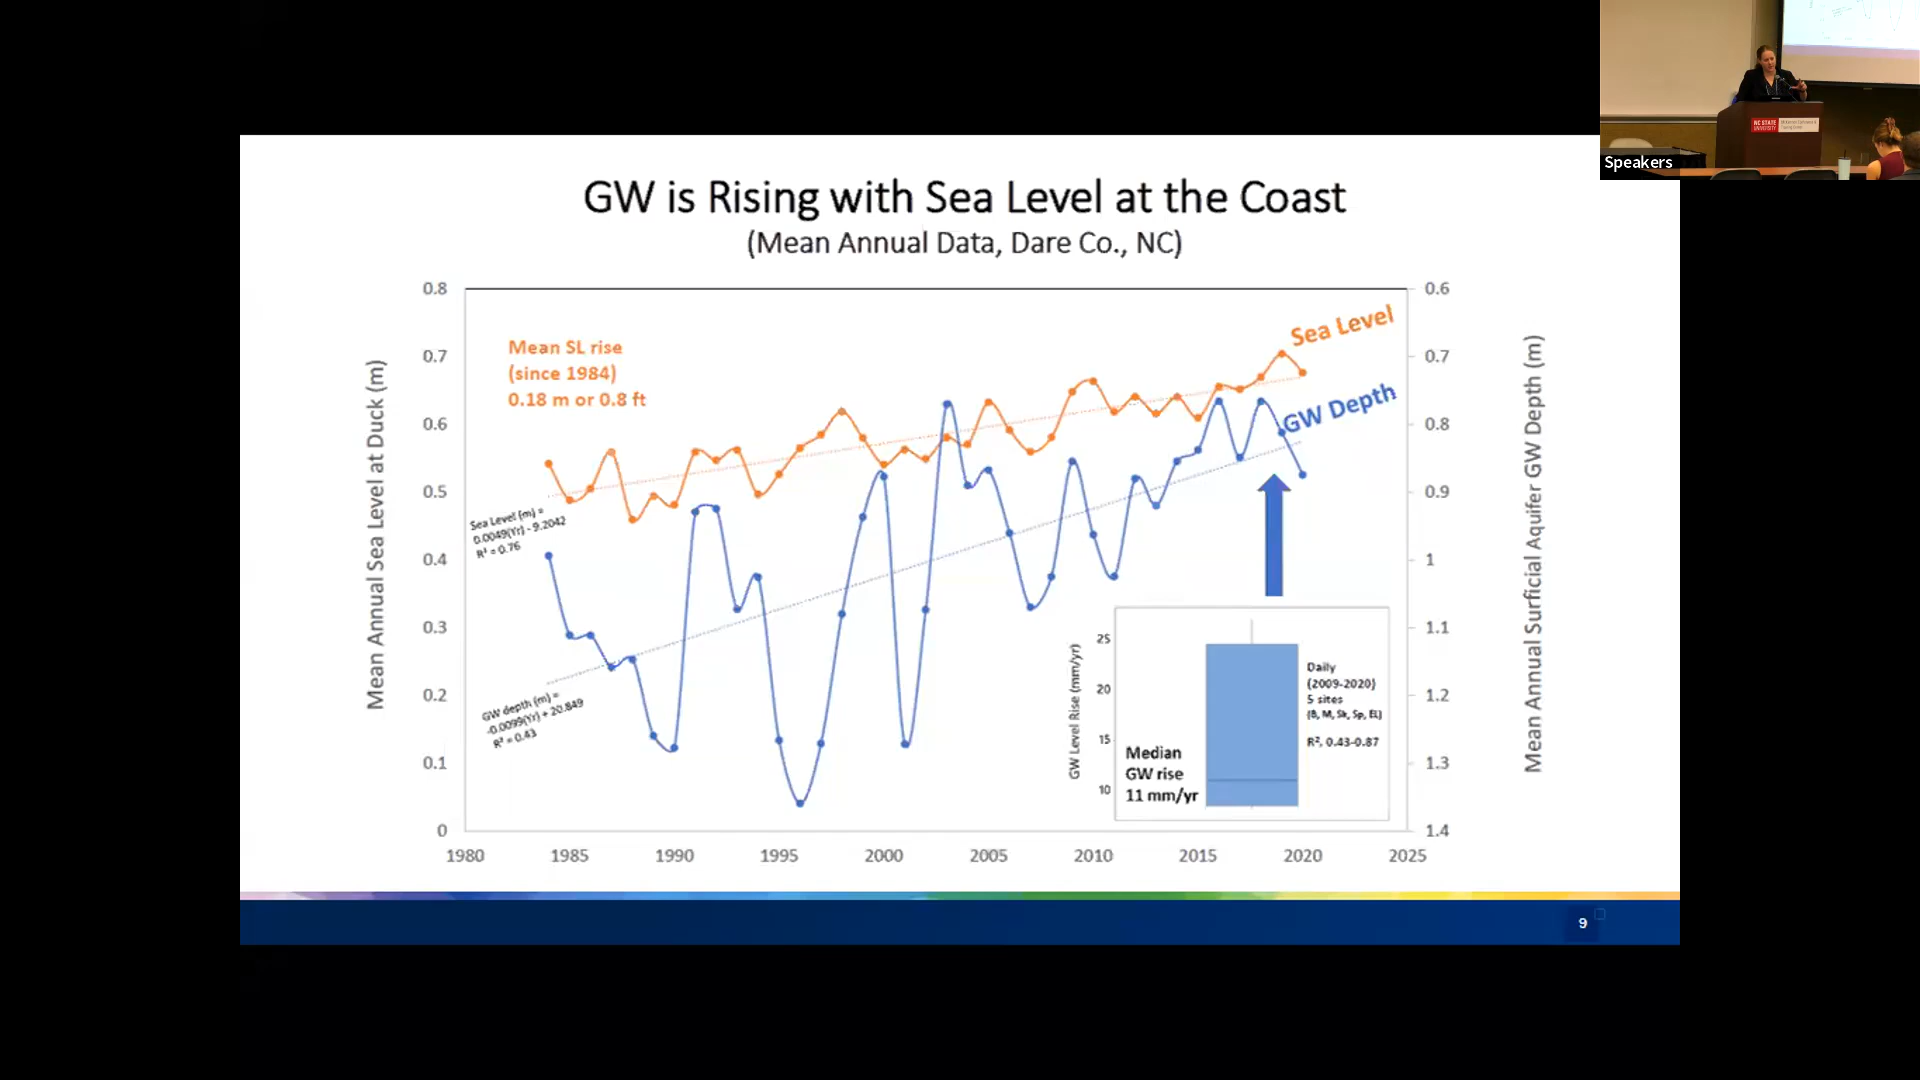 NC STATE
UNIVERSITY
Speakers
GW is Rising with Sea Level at the Coast
(Mean Annual Data, Dare Co., NC)
Mean Annual Sea Level at Duck (m)
0.8
0.7
0.6
0.5
0.4
0.3
0.2
0.1
0
Mean SL rise
(since 1984)
0.18 m or 0.8 ft
Sea Level
GW Depth
Sea Level (m) =
0.0049(Yr) - 9.2042
R² = 0.76
GW depth (m) =
-0.0099(Yr) + 20.849
R² = 0.43
GW Level Rise (mm/yr)
25
20
15
10
Median
GW rise
11 mm/yr
Daily
(2009-2020)
5 sites
(B, M, Sk, Sp, EL)
R², 0.43-0.87
0.6
0.7
0.8
0.9
1
1.1
1.2
1.3
1.4
Mean Annual Surficial Aquifer GW Depth (m)
1980 1985 1990 1995 2000 2005 2010 2015 2020 2025
9